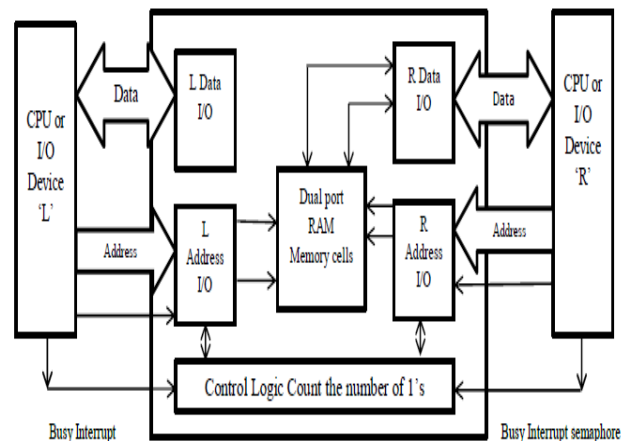 CPU or
I/O
Device
'L'
Data
L Data
I/O
R Data
I/O
Data
CPU or
I/O
Device
'R'
Dual port
RAM
Memory cells
Address
L
Address
I/O
R
Address
I/O
Address
Control Logic Count the number of 1's
Busy Interrupt
Busy Interrupt semaphore